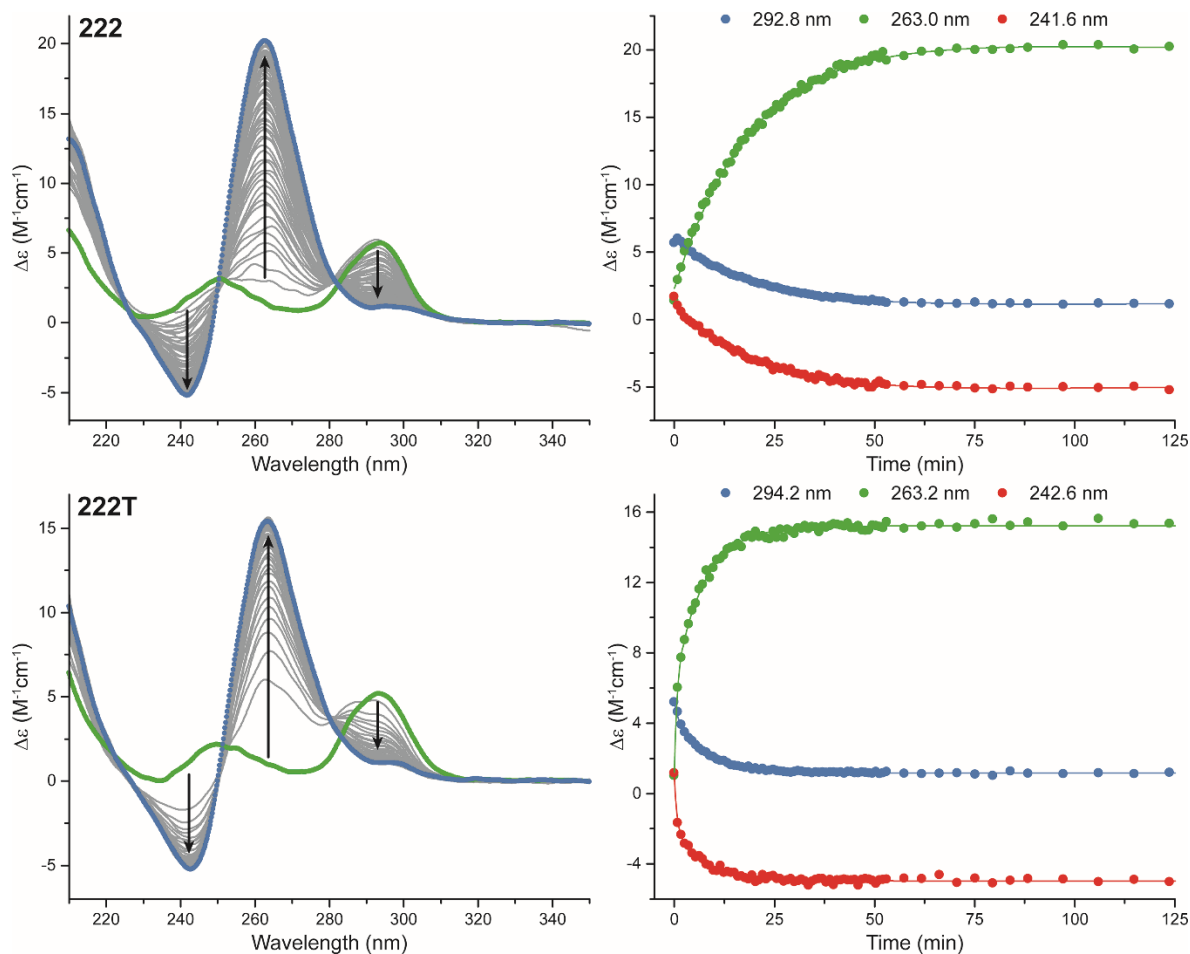 222
Δε (M⁻¹cm⁻¹)
20
15
10
5
0
-5
220 240 260 280 300 320 340
Wavelength (nm)
292.8 nm 263.0 nm 241.6 nm
Δε (M⁻¹cm⁻¹)
20
15
10
5
0
-5
0 25 50 75 100 125
Time (min)
222T
Δε (M⁻¹cm⁻¹)
15
10
5
0
-5
220 240 260 280 300 320 340
Wavelength (nm)
294.2 nm 263.2 nm 242.6 nm
Δε (M⁻¹cm⁻¹)
16
12
8
4
0
-4
0 25 50 75 100 125
Time (min)